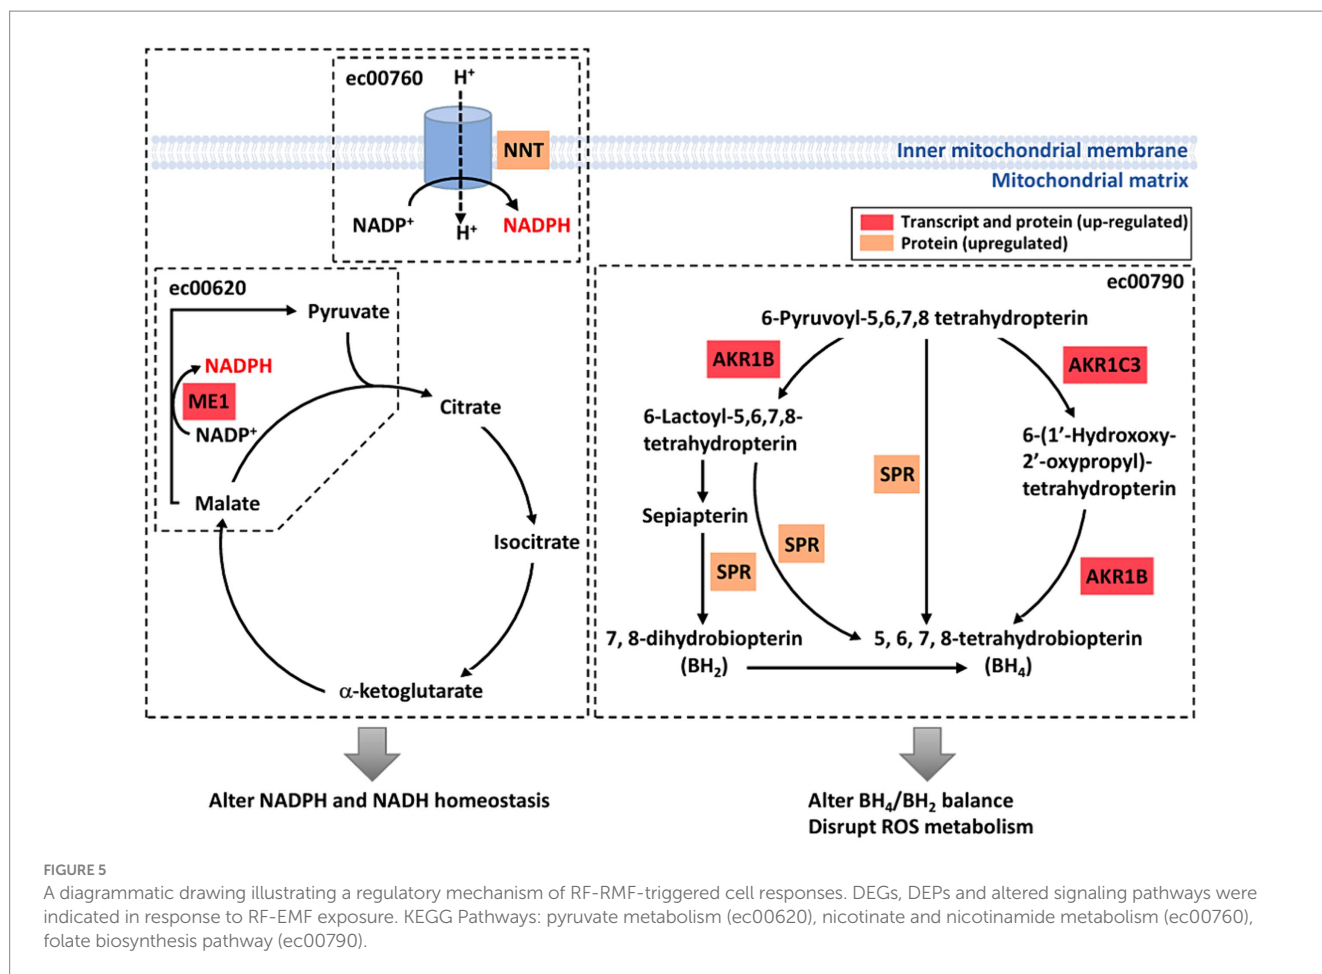 ec00760
H⁺
NNT
Inner mitochondrial membrane
Mitochondrial matrix
NADP⁺
H⁺
NADPH
Transcript and protein (up-regulated)
Protein (upregulated)
ec00620
Pyruvate
NADPH
ME1
NADP⁺
Malate
Citrate
Isocitrate
α-ketoglutarate
ec00790
6-Pyruvoyl-5,6,7,8 tetrahydropterin
AKR1B
AKR1C3
6-Lactoyl-5,6,7,8-
tetrahydropterin
6-(1’-Hydroxoxy-
2’-oxypropyl)-
tetrahydropterin
SPR
Sepiapterin
SPR
SPR
AKR1B
7, 8-dihydrobiopterin
(BH₂)
5, 6, 7, 8-tetrahydrobiopterin
(BH₄)
Alter NADPH and NADH homeostasis
Alter BH₄/BH₂ balance
Disrupt ROS metabolism
FIGURE 5
A diagrammatic drawing illustrating a regulatory mechanism of RF-RMF-triggered cell responses. DEGs, DEPs and altered signaling pathways were
indicated in response to RF-EMF exposure. KEGG Pathways: pyruvate metabolism (ec00620), nicotinate and nicotinamide metabolism (ec00760),
folate biosynthesis pathway (ec00790).